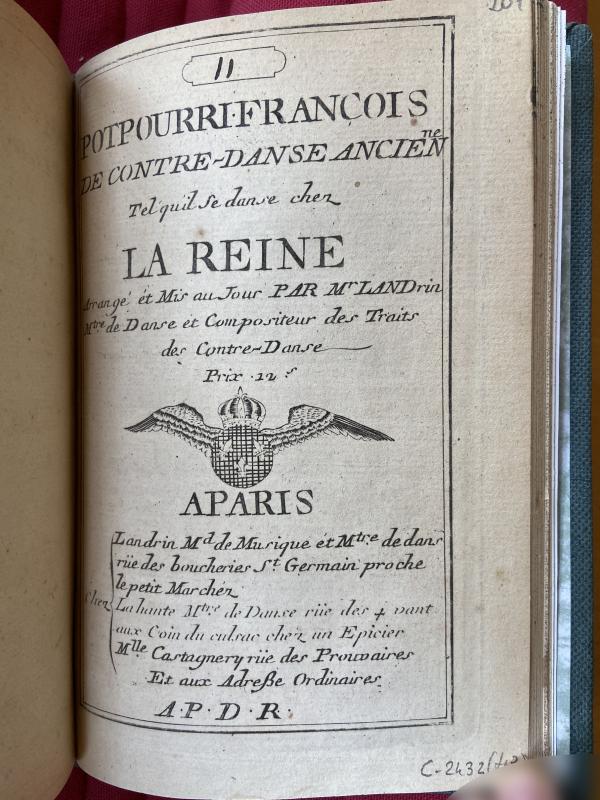 11
POTPOURRI·FRANÇOIS
DE CONTRE-DANSE ANCIEÑne
Tel qu'il se danse chez
LA REINE
Arrangé et Mis au Jour PAR Mr LANDrin
Mtre de Danse et Compositeur des Traits
des Contre-Danse
Prix .12 s
APARIS
Landrin Md de Musique et Mtre de dans
rüe des boucheries St Germain proche
le petit Marchéz
Chez La hante Mtre de Danse rüe des 4 vant
aux Coin du culsac chez un Epicier
Mlle Castagnery rüe des Prouvaires
Et aux Adreße Ordinaires
A·P·D·R·